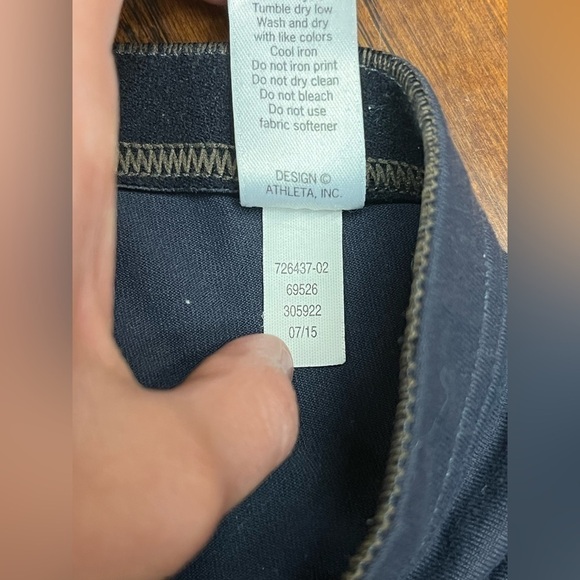 Tumble dry low
Wash and dry
with like colors
Cool iron
Do not iron print
Do not dry clean
Do not bleach
Do not use
fabric softener
DESIGN ©
ATHLETA, INC.
726437-02
69526
305922
07/15